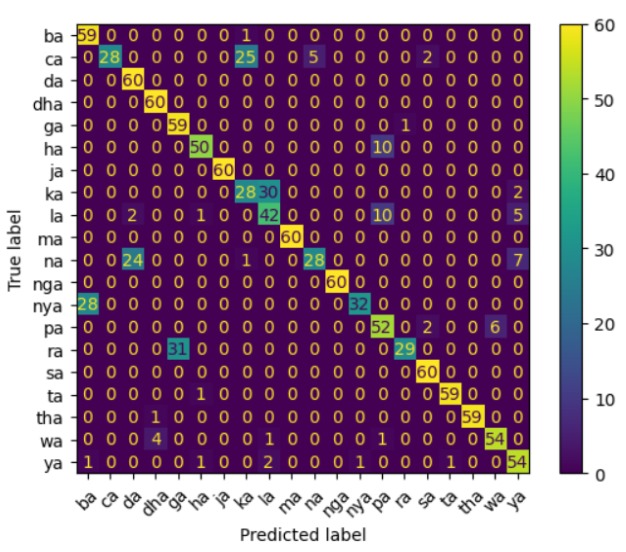 ba 59 0 0 0 0 0 0 1 0 0 0 0 0 0 0 0 0 0 0 0
ca 0 28 0 0 0 0 0 25 0 0 5 0 0 0 0 2 0 0 0 0
da 0 0 60 0 0 0 0 0 0 0 0 0 0 0 0 0 0 0 0 0
dha 0 0 0 60 0 0 0 0 0 0 0 0 0 0 0 0 0 0 0 0
ga 0 0 0 0 59 0 0 0 0 0 0 0 0 0 1 0 0 0 0 0
ha 0 0 0 0 0 50 0 0 0 0 0 0 0 10 0 0 0 0 0 0
ja 0 0 0 0 0 0 60 0 0 0 0 0 0 0 0 0 0 0 0 0
ka 0 0 0 0 0 0 0 28 30 0 0 0 0 0 0 0 0 0 0 2
la 0 0 2 0 0 1 0 0 42 0 0 0 0 10 0 0 0 0 0 5
ma 0 0 0 0 0 0 0 0 0 60 0 0 0 0 0 0 0 0 0 0
na 0 0 24 0 0 0 0 1 0 0 28 0 0 0 0 0 0 0 0 7
nga 0 0 0 0 0 0 0 0 0 0 0 60 0 0 0 0 0 0 0 0
nya 28 0 0 0 0 0 0 0 0 0 0 0 32 0 0 0 0 0 0 0
pa 0 0 0 0 0 0 0 0 0 0 0 0 0 52 0 2 0 0 6 0
ra 0 0 0 0 31 0 0 0 0 0 0 0 0 0 29 0 0 0 0 0
sa 0 0 0 0 0 0 0 0 0 0 0 0 0 0 0 60 0 0 0 0
ta 0 0 0 0 0 1 0 0 0 0 0 0 0 0 0 0 59 0 0 0
tha 0 0 0 1 0 0 0 0 0 0 0 0 0 0 0 0 0 59 0 0
wa 0 0 0 4 0 0 0 0 1 0 0 0 0 1 0 0 0 0 54 0
ya 1 0 0 0 0 1 0 0 2 0 0 0 1 0 0 0 1 0 0 54
ba ca da dha ga ha ja ka la ma na nga nya pa ra sa ta tha wa ya
Predicted label
True label
60
50
40
30
20
10
0